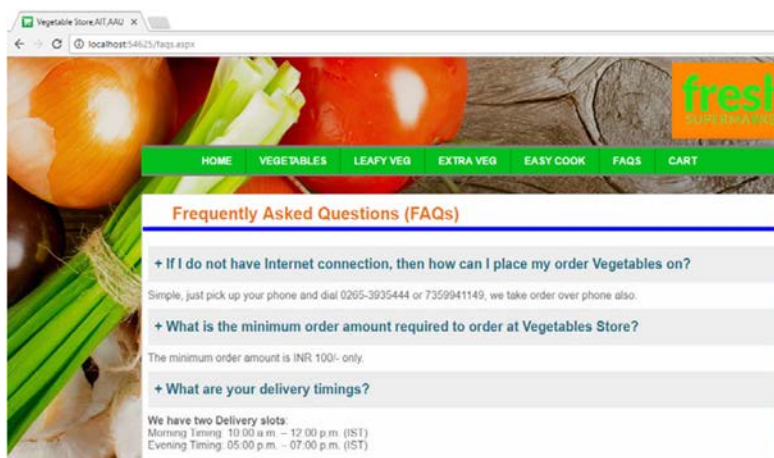 Vegetable Store,AIT,AAU
localhost:54625/faqs.aspx
fresh
SUPERMARKE
HOME VEGETABLES LEAFY VEG EXTRA VEG EASY COOK FAQS CART
Frequently Asked Questions (FAQs)
+ If I do not have Internet connection, then how can I place my order Vegetables on?
Simple, just pick up your phone and dial 0265-3935444 or 7359941149, we take order over phone also.
+ What is the minimum order amount required to order at Vegetables Store?
The minimum order amount is INR 100/- only.
+ What are your delivery timings?
We have two Delivery slots:
Morning Timing: 10:00 a.m. – 12:00 p.m. (IST)
Evening Timing: 05:00 p.m. – 07:00 p.m. (IST)